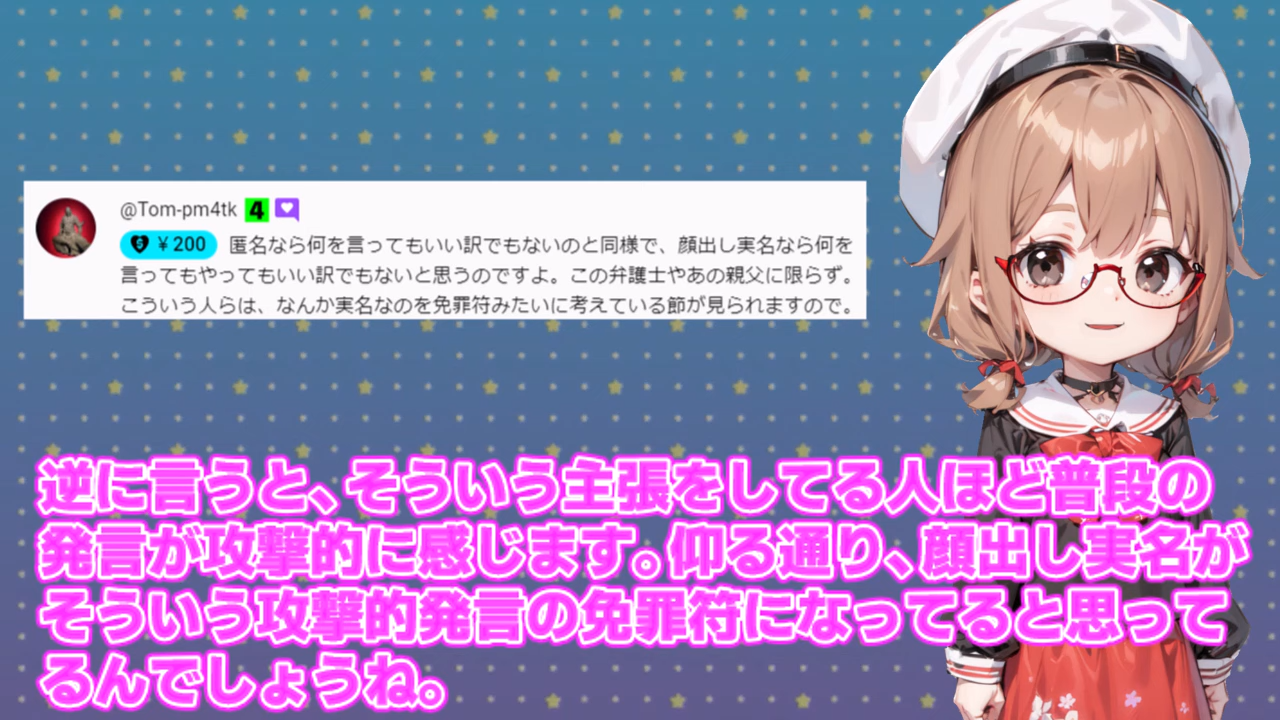 @Tom-pm4tk 4
¥200 匿名なら何を言ってもいい訳でもないのと同様で、顔出し実名なら何を
言ってもやってもいい訳でもないと思うのですよ。この弁護士やあの親父に限らず。
こういう人らは、なんか実名なのを免罪符みたいに考えている節が見られますので。
逆に言うと、そういう主張をしてる人ほど普段の
発言が攻撃的に感じます。仰る通り、顔出し実名が
そういう攻撃的発言の免罪符になってると思って
るんでしょうね。